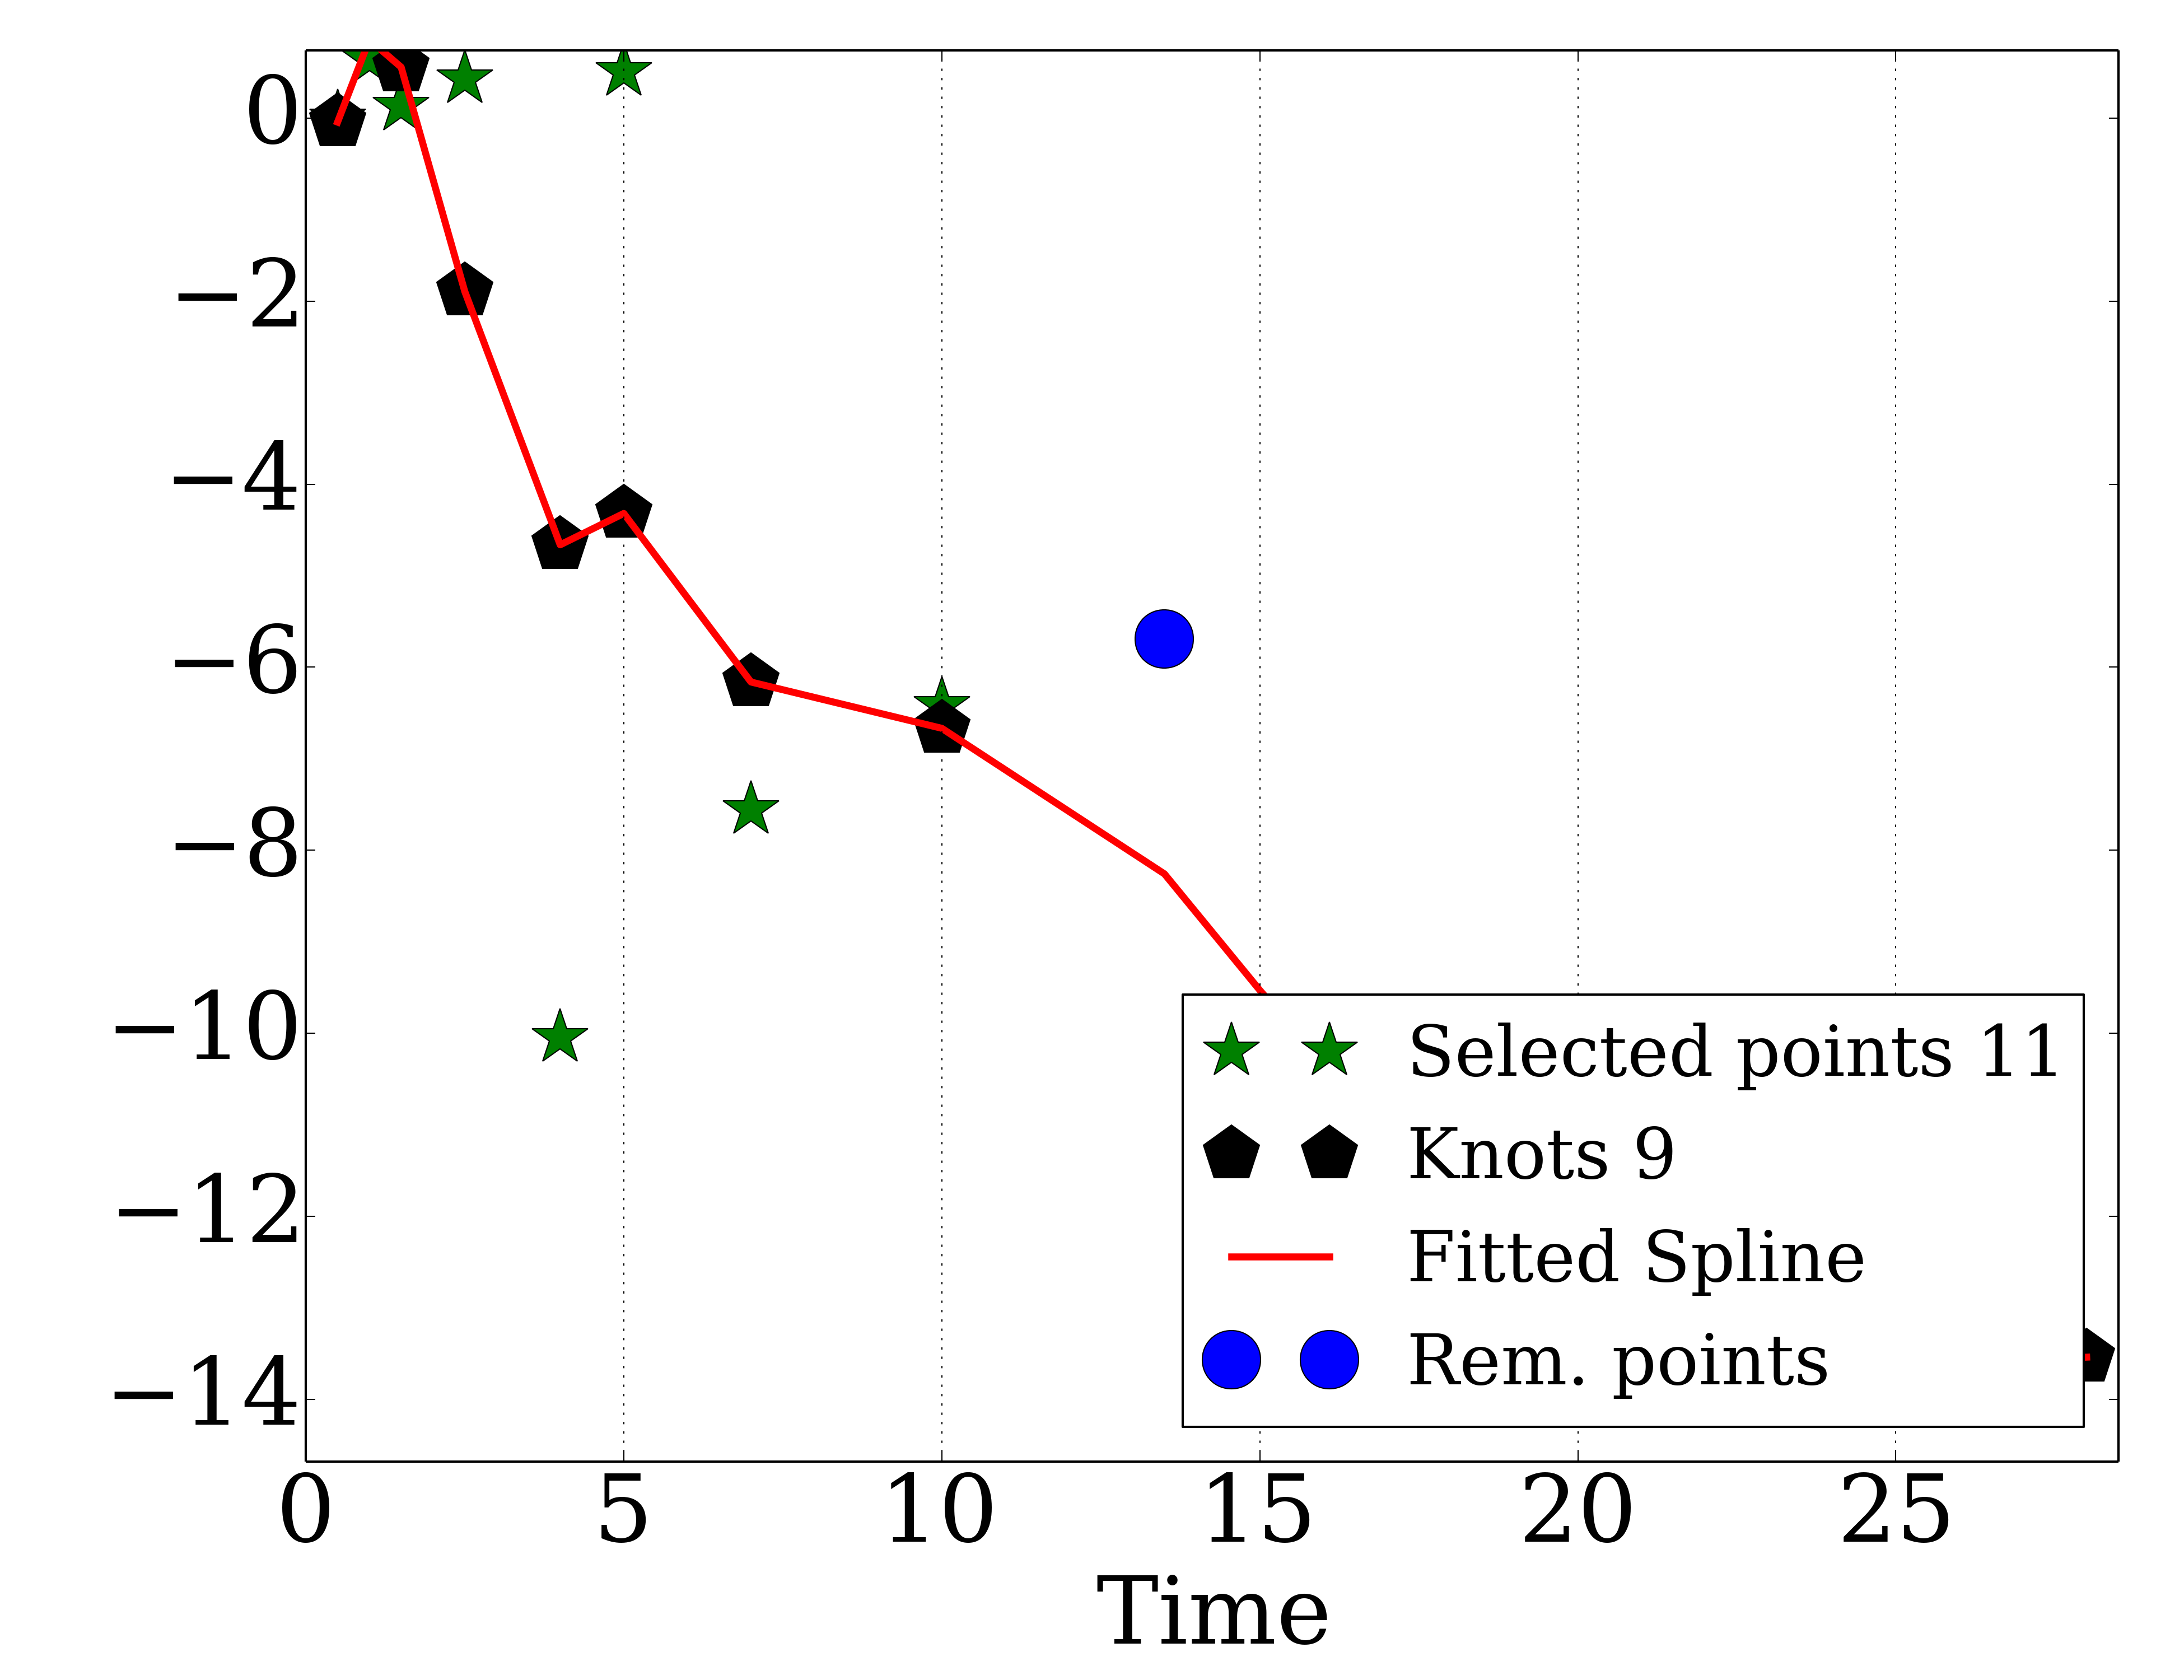 0
−2
−4
−6
−8
−10
−12
−14
Selected points 11
Knots 9
Fitted Spline
Rem. points
0 5 10 15 20 25
Time